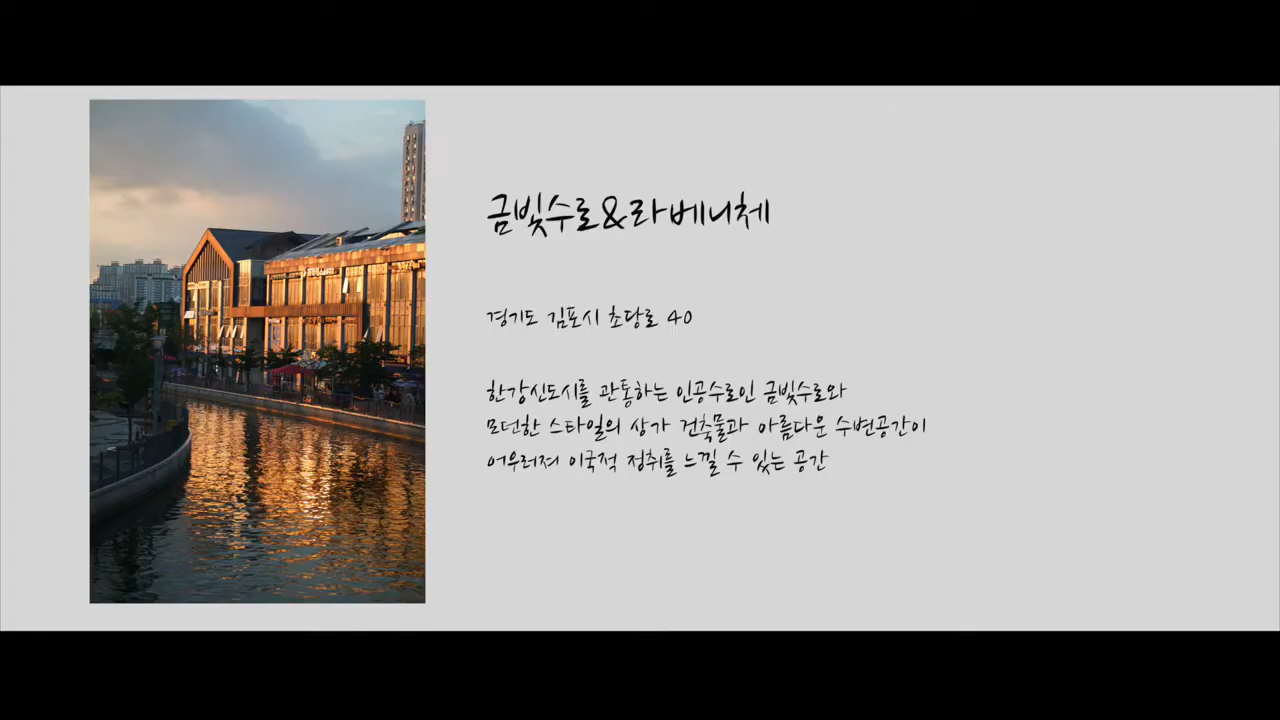 금빛수로&라베니체
경기도 김포시 초당로 40
한강신도시를 관통하는 인공수로인 금빛수로와
모던한 스타일의 상가 건축물과 아름다운 수변공간이
어우러져 이국적 정취를 느낄 수 있는 공간